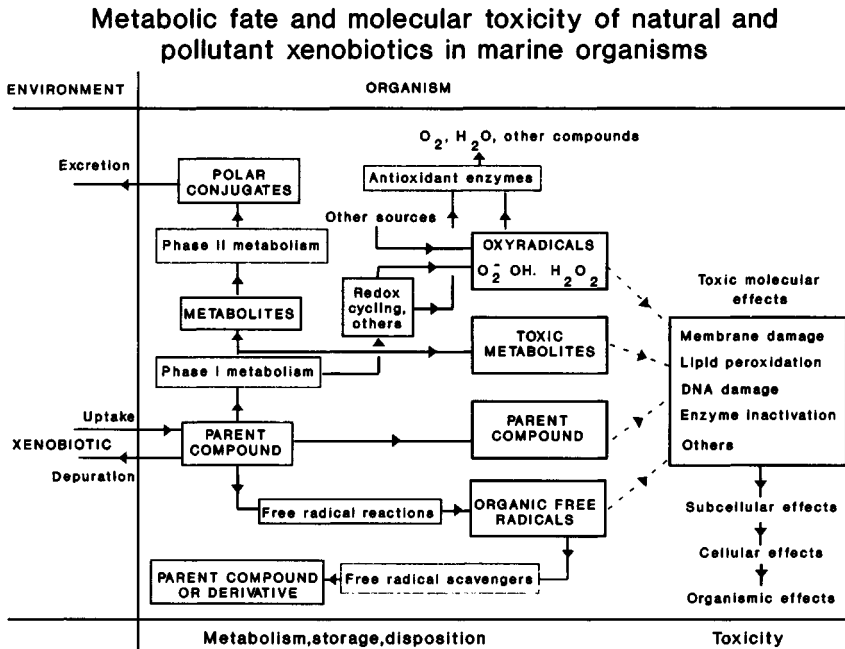 Metabolic fate and molecular toxicity of natural and
pollutant xenobiotics in marine organisms
ENVIRONMENT
ORGANISM
O2, H2O, other compounds
Excretion
POLAR
CONJUGATES
Antioxidant enzymes
Other sources
Phase II metabolism
OXYRADICALS
O2- OH. H2O2
Redox
cycling,
others
METABOLITES
TOXIC
METABOLITES
Phase I metabolism
Toxic molecular
effects
Membrane damage
Lipid peroxidation
DNA damage
Enzyme inactivation
Others
Uptake
XENOBIOTIC
Depuration
PARENT
COMPOUND
PARENT
COMPOUND
Free radical reactions
ORGANIC FREE
RADICALS
Subcellular effects
Cellular effects
Organismic effects
PARENT COMPOUND
OR DERIVATIVE
Free radical scavengers
Metabolism,storage,disposition
Toxicity